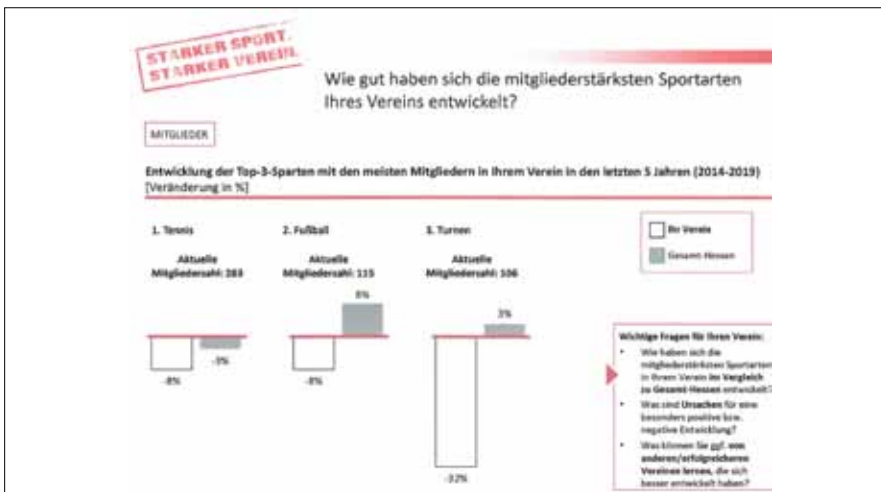 STARKER SPORT.
STARKER VEREIN.
Wie gut haben sich die mitgliederstärksten Sportarten
Ihres Vereins entwickelt?
MITGLIEDER
Entwicklung der Top-3-Sparten mit den meisten Mitgliedern in Ihrem Verein in den letzten 5 Jahren (2014-2019)
[Veränderung in %]
1. Tennis
Aktuelle
Mitgliederzahl: 283
-8%
-3%
2. Fußball
Aktuelle
Mitgliederzahl: 115
8%
-8%
3. Turnen
Aktuelle
Mitgliederzahl: 106
3%
-32%
Ihr Verein
Gesamt-Hessen
Wichtige Fragen für Ihren Verein:
• Wie haben sich die
mitgliederstärksten Sportarten
in Ihrem Verein im Vergleich
zu Gesamt-Hessen entwickelt?
• Was sind Ursachen für eine
besonders positive bzw.
negative Entwicklung?
• Was können Sie ggf. von
anderen/erfolgreicheren
Vereinen lernen, die sich
besser entwickelt haben?